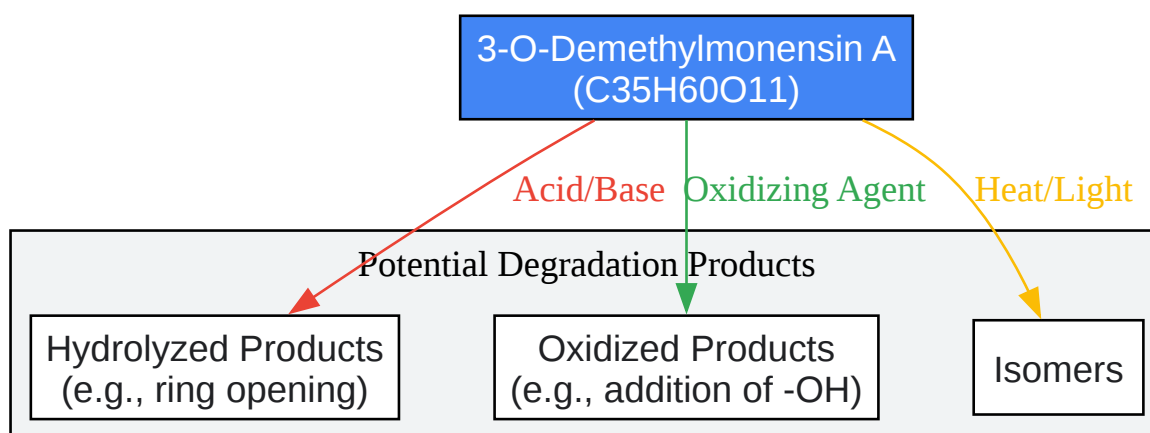 3-O-Demethylmonensin A
(C35H60O11)
Acid/Base
Oxidizing Agent
Heat/Light
Potential Degradation Products
Hydrolyzed Products
(e.g., ring opening)
Oxidized Products
(e.g., addition of -OH)
Isomers